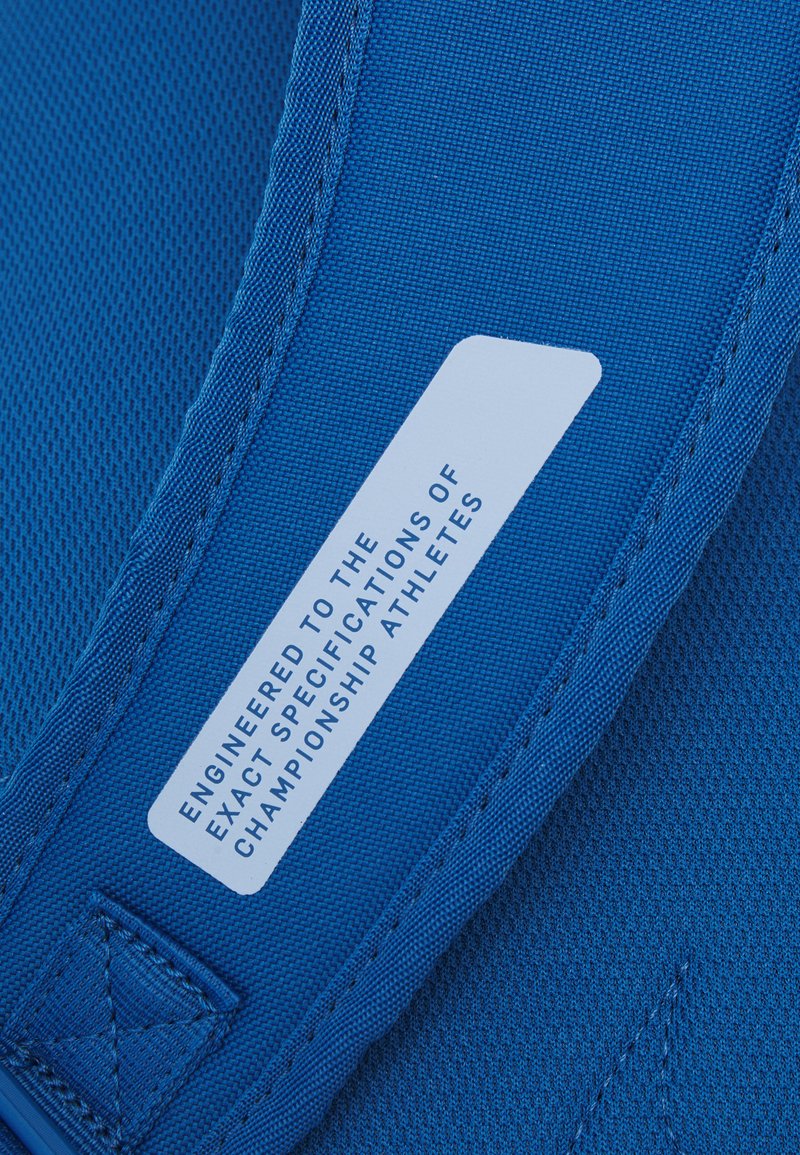 ENGINEERED TO THE
EXACT SPECIFICATIONS OF
CHAMPIONSHIP ATHLETES